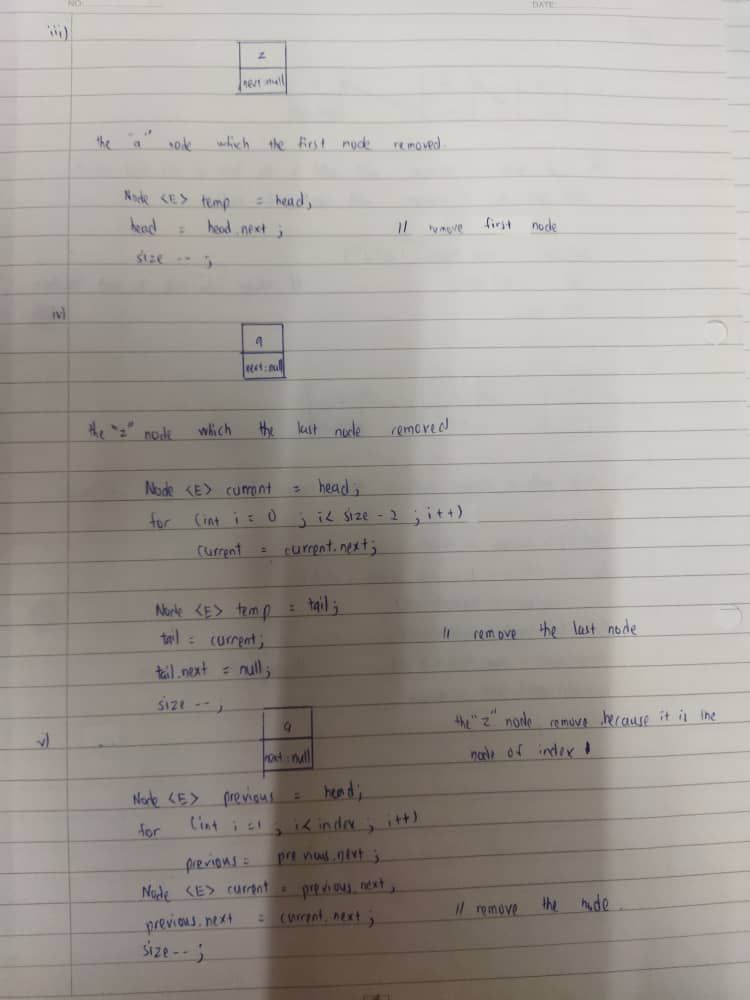 NO.
DATE:
iii)
z
next:null
the "a" node which the first node removed.
Node <E> temp = head;
head = head.next ; // remove first node
size -- ;
iv)
a
next:null
the "z" node which the last node removed
Node <E> current = head;
for (int i = 0 ; i < size - 2 ; i++)
current = current.next;
Node <E> temp = tail;
tail = current; // remove the last node
tail.next = null;
size -- ;
v)
a
next:null
the "z" node remove because it is the
node of index 1
Node <E> previous = head;
for (int i =1 ; i < index ; i++)
previous = previous.next ;
Node <E> current = previous.next;
previous.next = current.next; // remove the node.
size -- ;